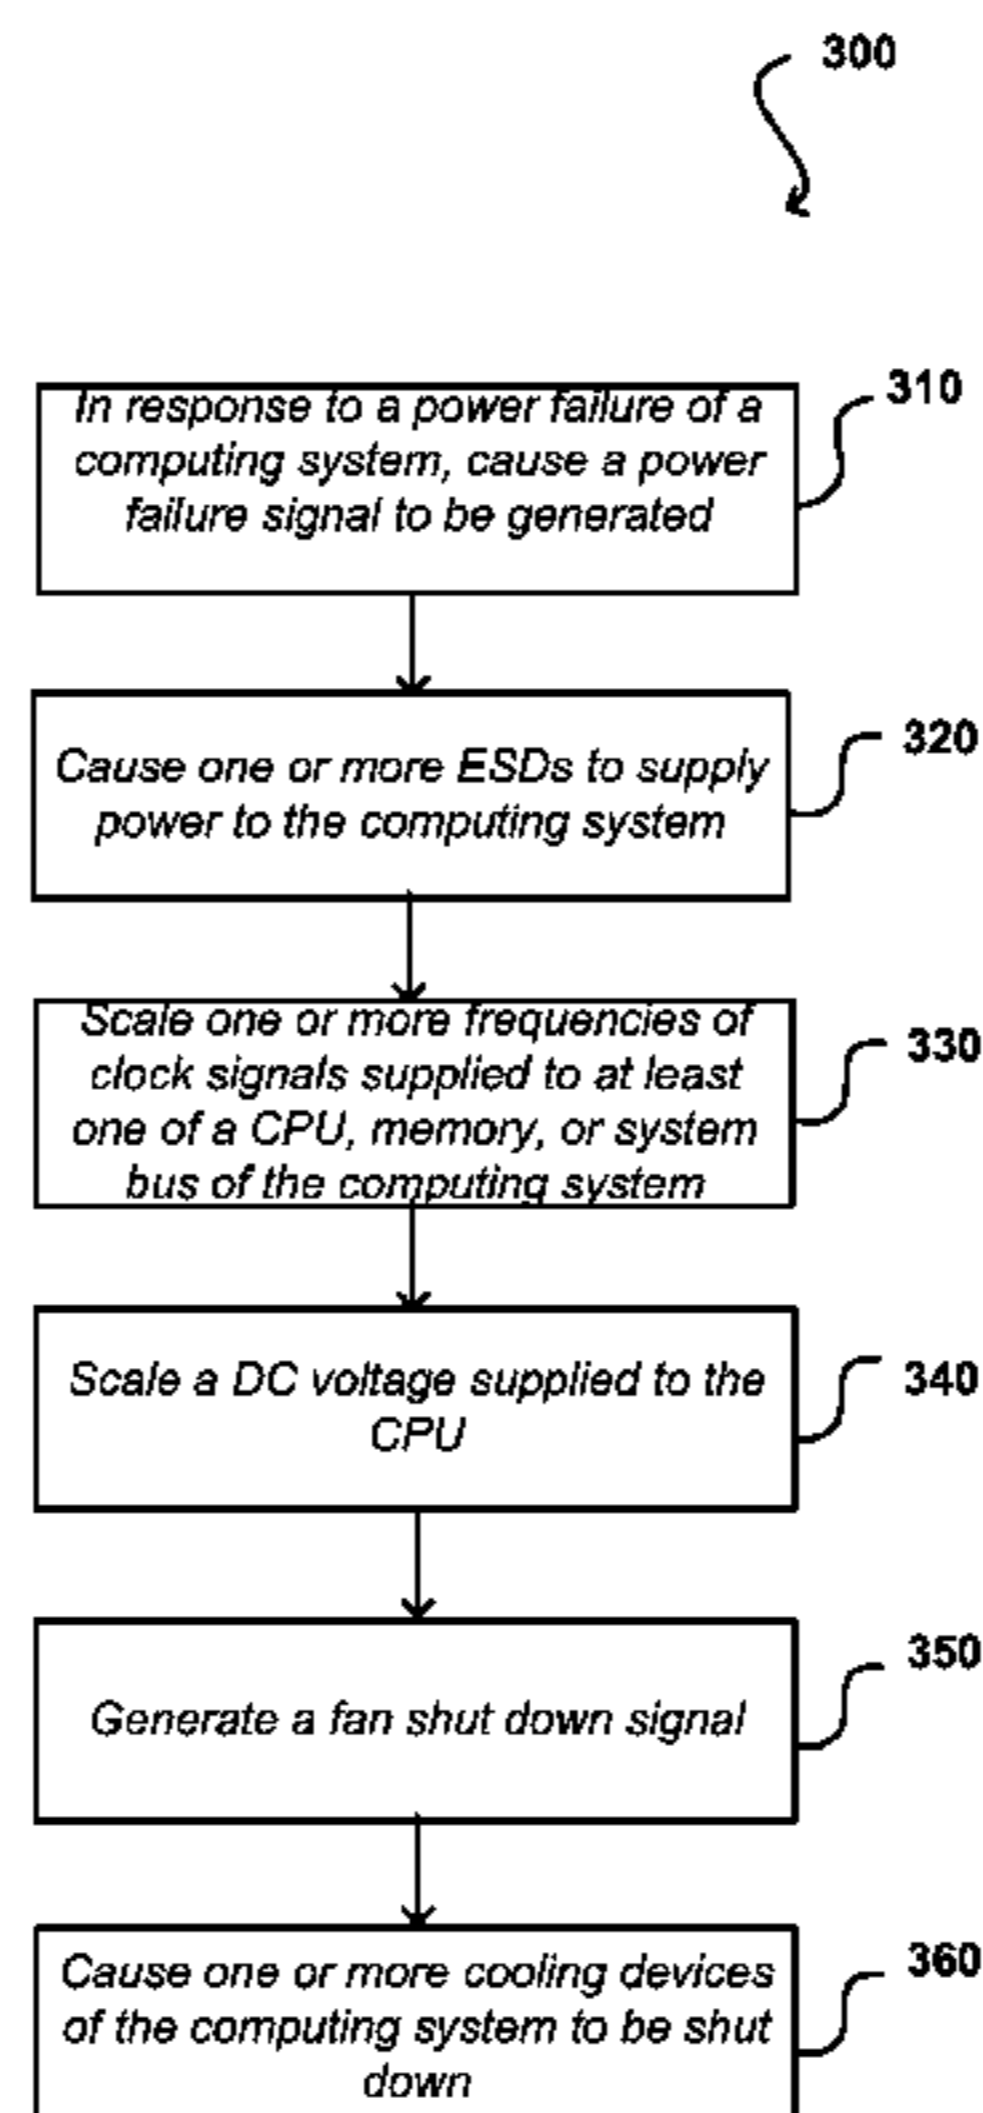 300
310
In response to a power failure of a
computing system, cause a power
failure signal to be generated
320
Cause one or more ESDs to supply
power to the computing system
330
Scale one or more frequencies of
clock signals supplied to at least
one of a CPU, memory, or system
bus of the computing system
340
Scale a DC voltage supplied to the
CPU
350
Generate a fan shut down signal
360
Cause one or more cooling devices
of the computing system to be shut
down